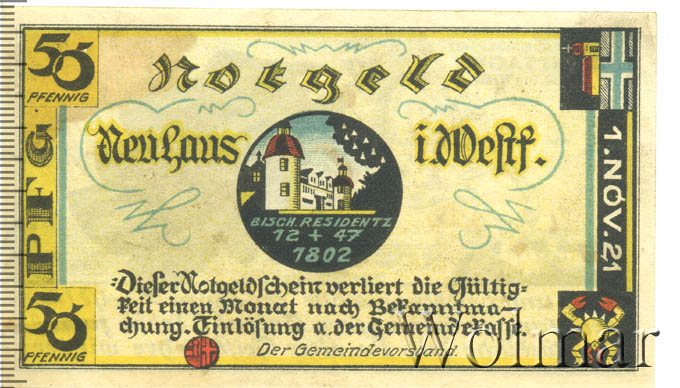 50
PFENNIG
Notgeld
Neuhaus i. Westf.
PFG
1. NOV. 21
BISCH. RESIDENTZ
12 + 47
1802
Dieser Notgeldschein verliert die Gültig-
keit einen Monat nach Bekanntma-
chung. Einlösung a. der Gemeindekasse.
50
PFENNIG
Der Gemeindevorstand.
Wolmar